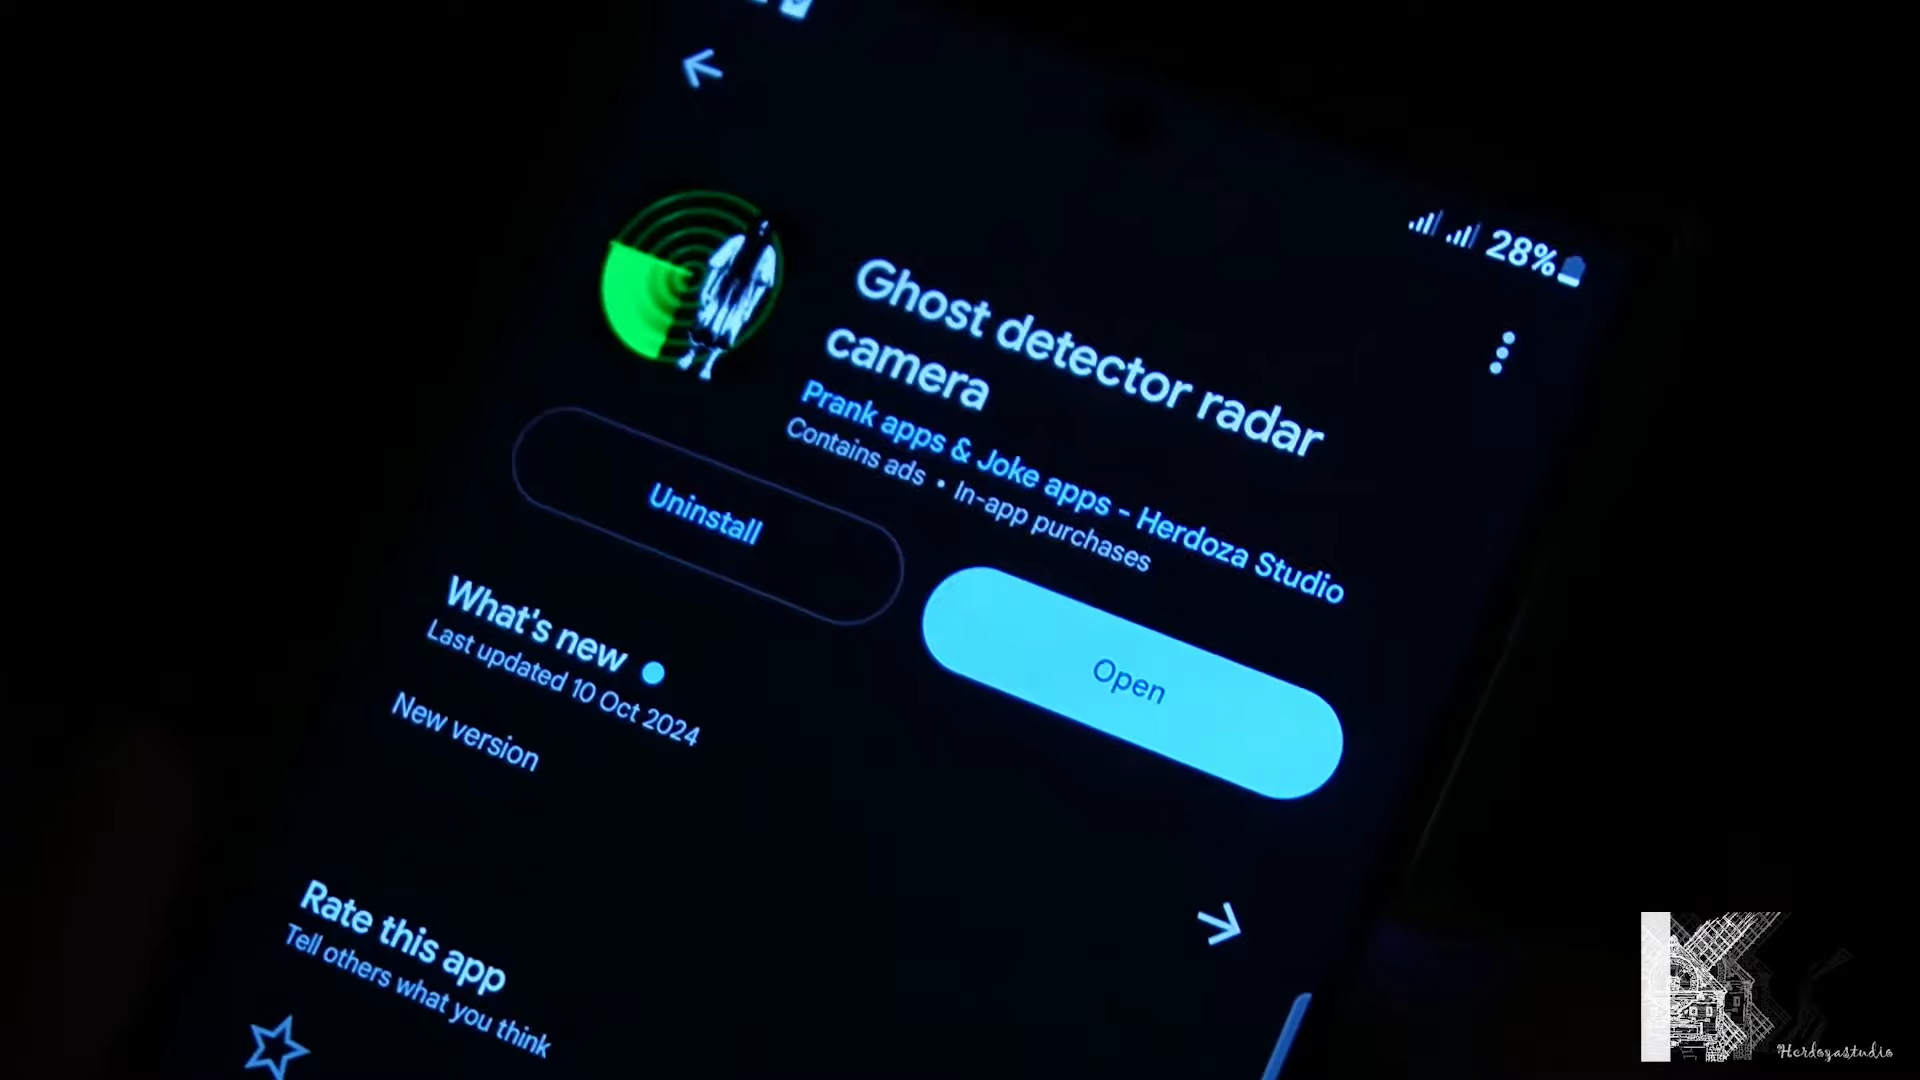 28%
Ghost detector radar
camera
Prank apps & Joke apps - Herdoza Studio
Contains ads • In-app purchases
Uninstall
Open
What's new
Last updated 10 Oct 2024
New version
Rate this app
Tell others what you think
Herdozastudio